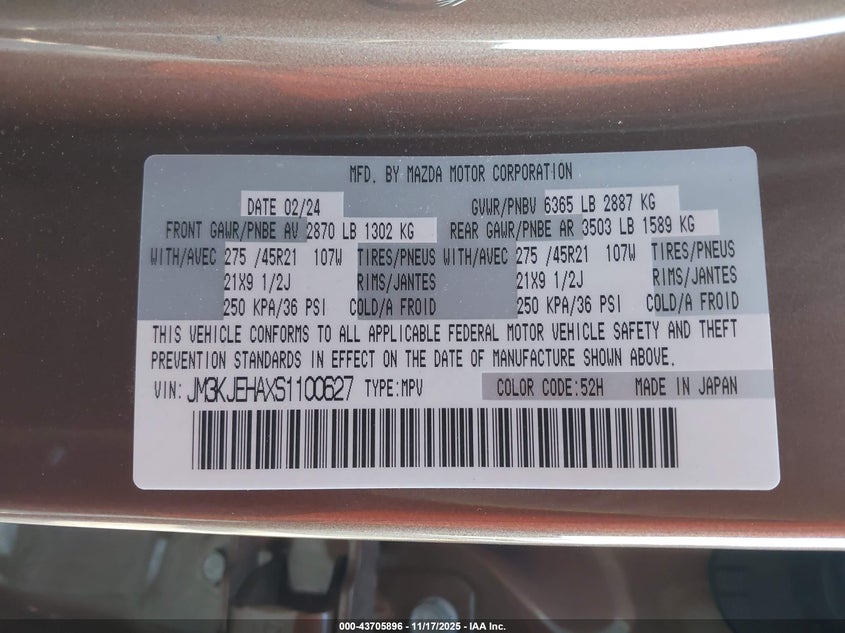 MFD. BY MAZDA MOTOR CORPORATION
DATE 02/24 GVWR/PNBV 6365 LB 2887 KG
FRONT GAWR/PNBE AV 2870 LB 1302 KG REAR GAWR/PNBE AR 3503 LB 1589 KG
WITH/AVEC 275 /45R21 107W TIRES/PNEUS WITH/AVEC 275 /45R21 107W TIRES/PNEUS
21X9 1/2J RIMS/JANTES 21X9 1/2J RIMS/JANTES
250 KPA/36 PSI COLD/A FROID 250 KPA/36 PSI COLD/A FROID
THIS VEHICLE CONFORMS TO ALL APPLICABLE FEDERAL MOTOR VEHICLE SAFETY AND THEFT
PREVENTION STANDARDS IN EFFECT ON THE DATE OF MANUFACTURE SHOWN ABOVE.
VIN: JM3KJEHAXS1100627 TYPE:MPV COLOR CODE:52H MADE IN JAPAN
000-43705896 - 11/17/2025 - IAA Inc.